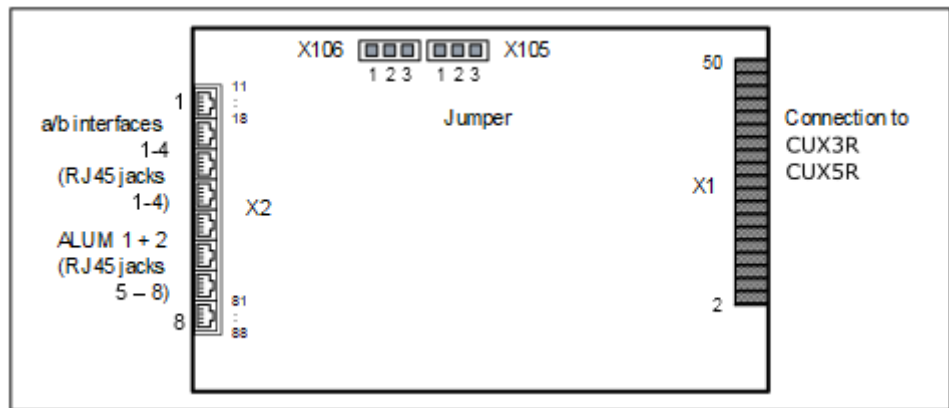 X106
X105
1 2 3
1 2 3
50
1
11
:
18
Jumper
a/b interfaces
1-4
(RJ45 jacks
1-4)
Connection to
CUX3R
CUX5R
X1
X2
ALUM 1 + 2
(RJ45 jacks
5 – 8)
81
:
88
8
2